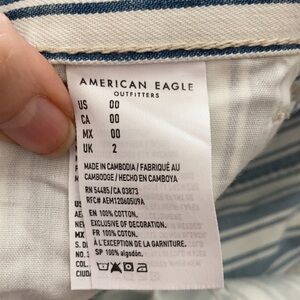 AMERICAN EAGLE
OUTFITTERS
US 00
CA 00
MX 00
UK 2
MADE IN CAMBODIA / FABRIQUÉ AU
CAMBODGE / HECHO EN CAMBOYA
RN 54485/CA 03873
RFC# AEM120605U9A
EN 100% COTTON.
EXCLUSIVE OF DECORATION.
FR 100% COTON.
À L'EXCEPTION DE LA GARNITURE.
SP 100% algodón.